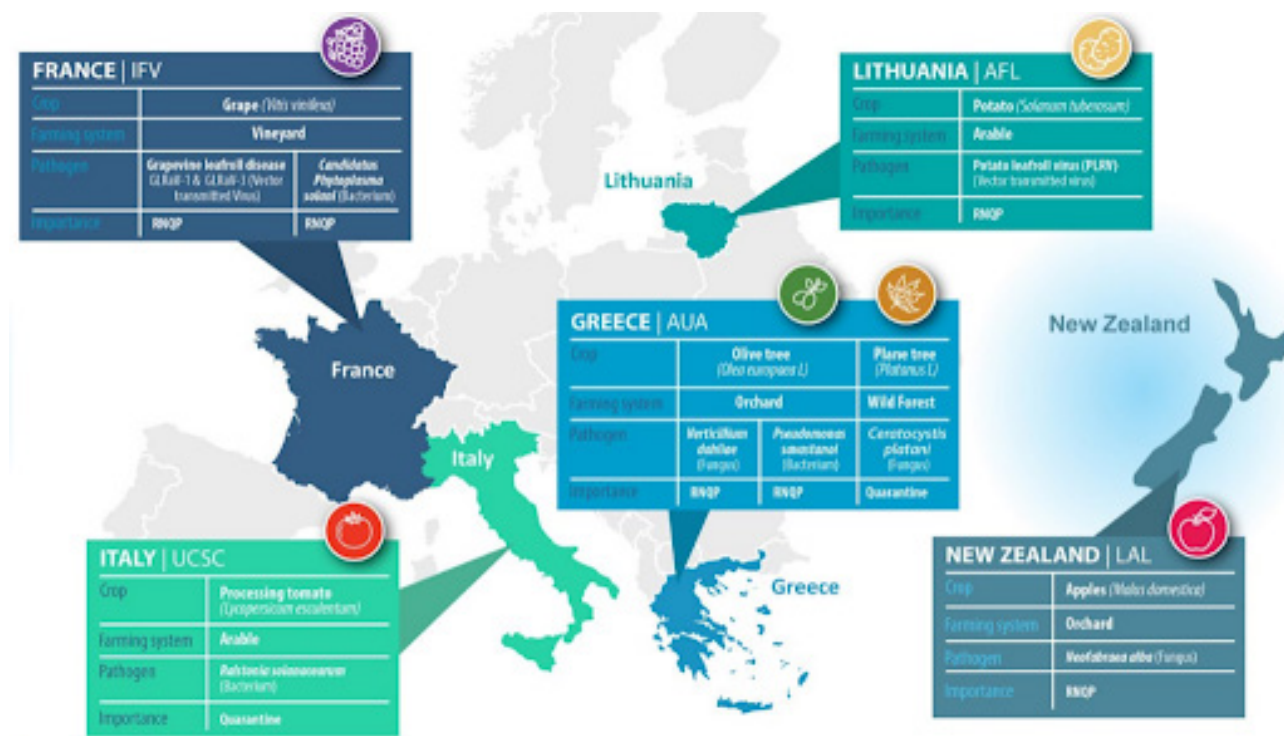 FRANCE | IFV
Crop
Grape (Vitis vinifera)
Farming system
Vineyard
Pathogen
Grapevine leafroll disease
GLRaV-1 & GLRaV-3 (Vector
transmitted Virus)
Candidatus
Phytoplasma
solani (Bacterium)
Importance
RNQP
RNQP
LITHUANIA | AFL
Crop
Potato (Solanum tuberosum)
Farming system
Arable
Pathogen
Potato leafroll virus (PLRV)
(Vector transmitted virus)
Importance
RNQP
Lithuania
France
Italy
Greece
New Zealand
GREECE | AUA
Crop
Olive tree
(Olea europaea L)
Plane tree
(Platanus L)
Farming system
Orchard
Wild Forest
Pathogen
Verticillium
dahliae
(Fungus)
Pseudomonas
savastanoi
(Bacterium)
Ceratocystis
platani
(Fungus)
Importance
RNQP
RNQP
Quarantine
ITALY | UCSC
Crop
Processing tomato
(Lycopersicum esculentum)
Farming system
Arable
Pathogen
Ralstonia solanacearum
(Bacterium)
Importance
Quarantine
NEW ZEALAND | LAL
Crop
Apples (Malus domestica)
Farming system
Orchard
Pathogen
Neofabraea alba (Fungus)
Importance
RNQP